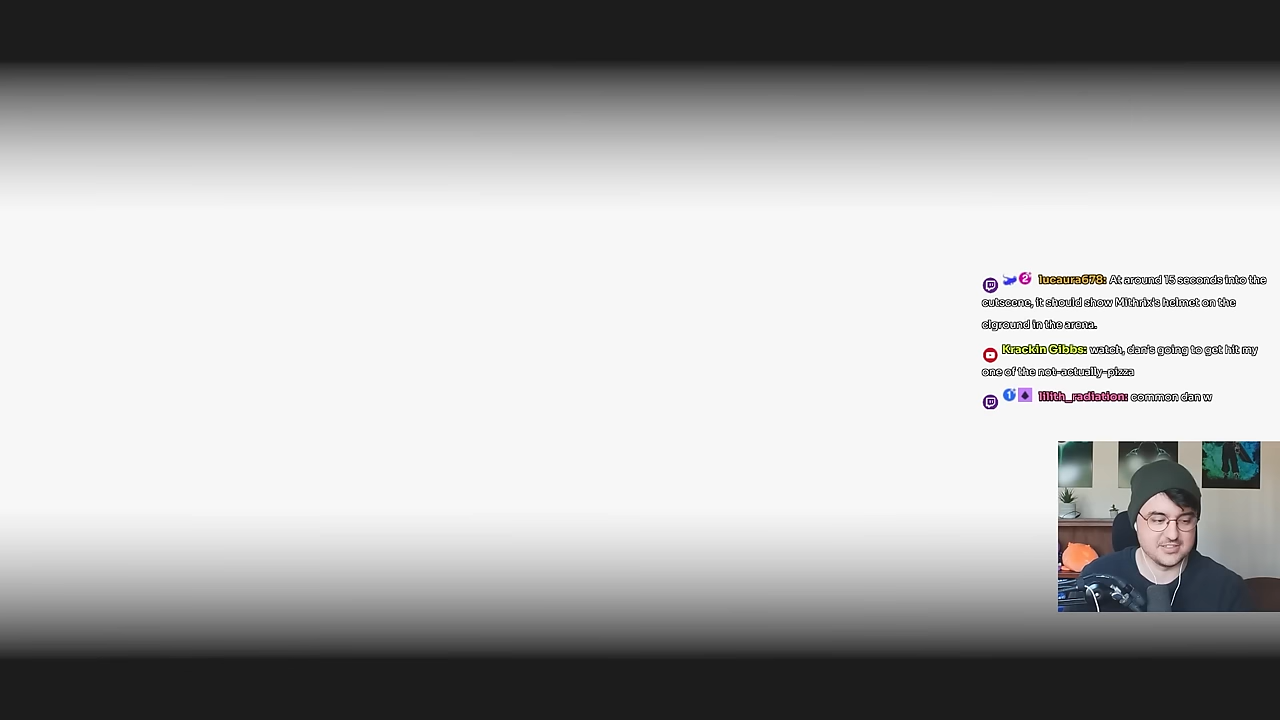 lucaura678: At around 15 seconds into the
cutscene, it should show Mithrix's helmet on the
clground in the arena.
Krackin Gibbs: watch, dan's going to get hit my
one of the not-actually-pizza
lilith_radiation: common dan w